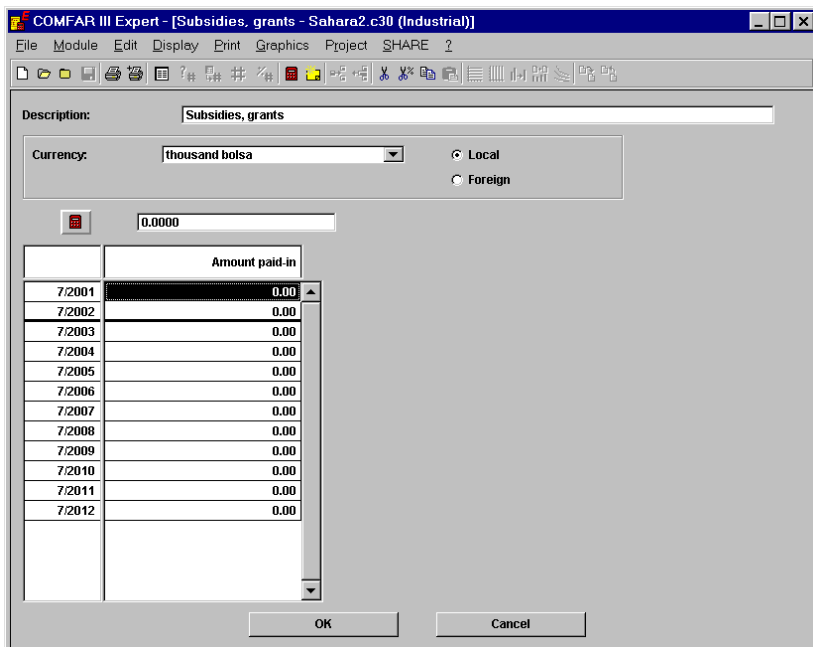 COMFAR III Expert - [Subsidies, grants - Sahara2.c30 (Industrial)]
File Module Edit Display Print Graphics Project SHARE ?
Description: Subsidies, grants
Currency: thousand bolsa Local
Foreign
0.0000
Amount paid-in
7/2001 0.00
7/2002 0.00
7/2003 0.00
7/2004 0.00
7/2005 0.00
7/2006 0.00
7/2007 0.00
7/2008 0.00
7/2009 0.00
7/2010 0.00
7/2011 0.00
7/2012 0.00
OK Cancel